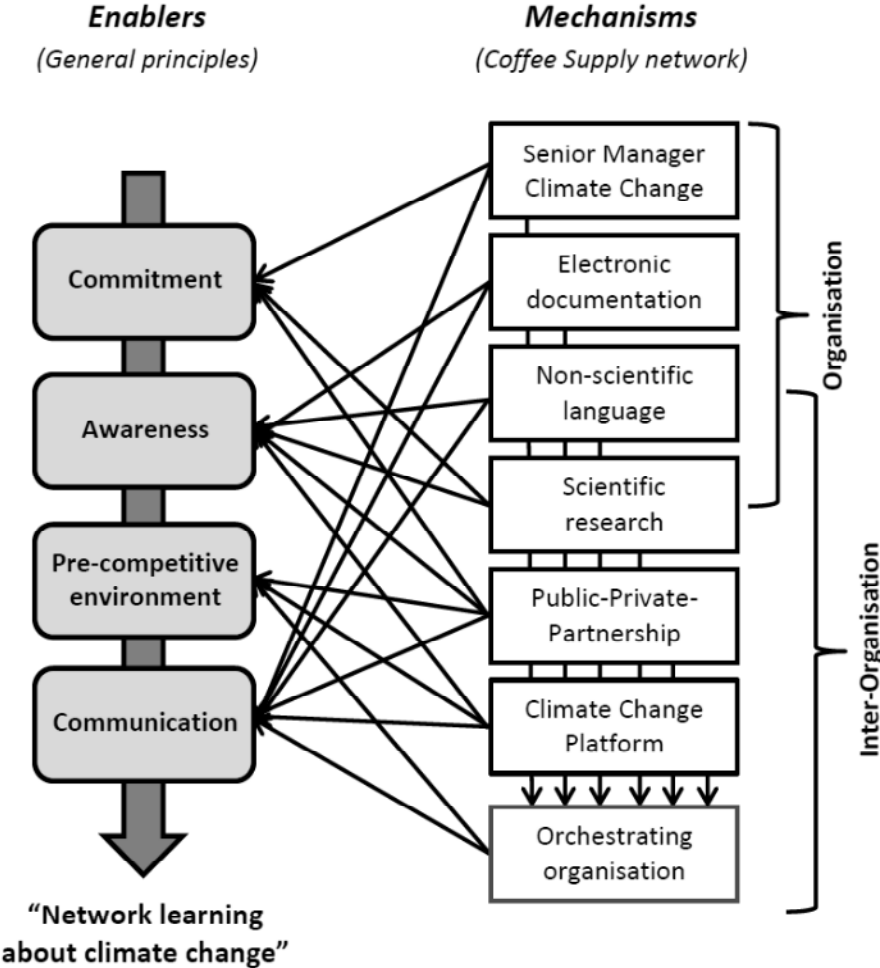 Enablers
(General principles)
Mechanisms
(Coffee Supply network)
Commitment
Awareness
Pre-competitive
environment
Communication
“Network learning
about climate change”
Senior Manager
Climate Change
Electronic
documentation
Non-scientific
language
Scientific
research
Public-Private-
Partnership
Climate Change
Platform
Orchestrating
organisation
Organisation
Inter-Organisation